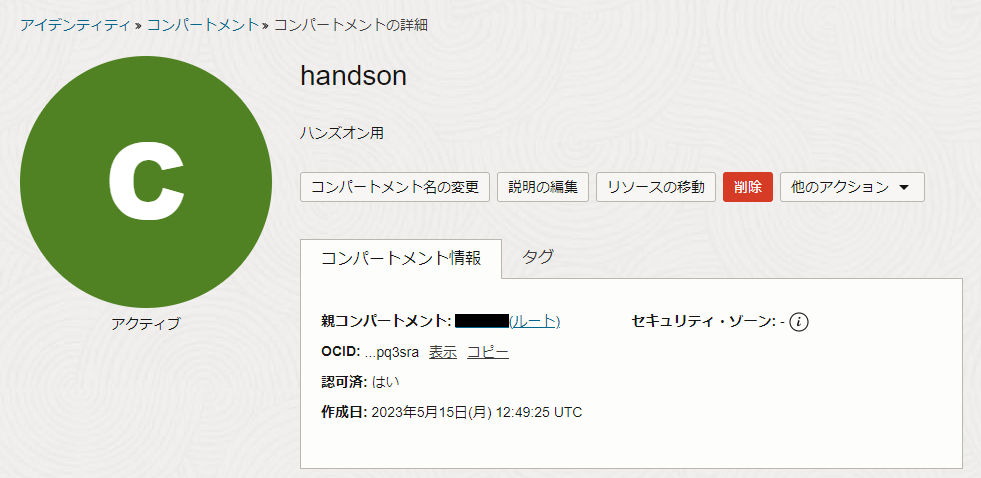 アイデンティティ » コンパートメント » コンパートメントの詳細
C
アクティブ
handson
ハンズオン用
コンパートメント名の変更 説明の編集 リソースの移動 削除 他のアクション
コンパートメント情報 タグ
親コンパートメント: (ルート) セキュリティ・ゾーン: - i
OCID: ...pq3sra 表示 コピー
認可済: はい
作成日: 2023年5月15日(月) 12:49:25 UTC